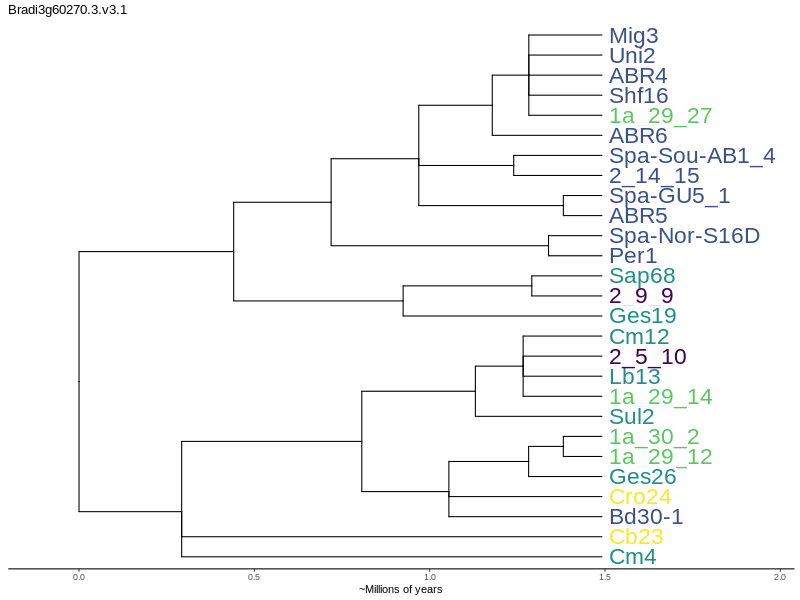 Bradi3g60270.3.v3.1
Mig3
Uni2
ABR4
Shf16
1a_29_27
ABR6
Spa-Sou-AB1_4
2_14_15
Spa-GU5_1
ABR5
Spa-Nor-S16D
Per1
Sap68
2_9_9
Ges19
Cm12
2_5_10
Lb13
1a_29_14
Sul2
1a_30_2
1a_29_12
Ges26
Cro24
Bd30-1
Cb23
Cm4
0.0 0.5 1.0 1.5 2.0
~Millions of years